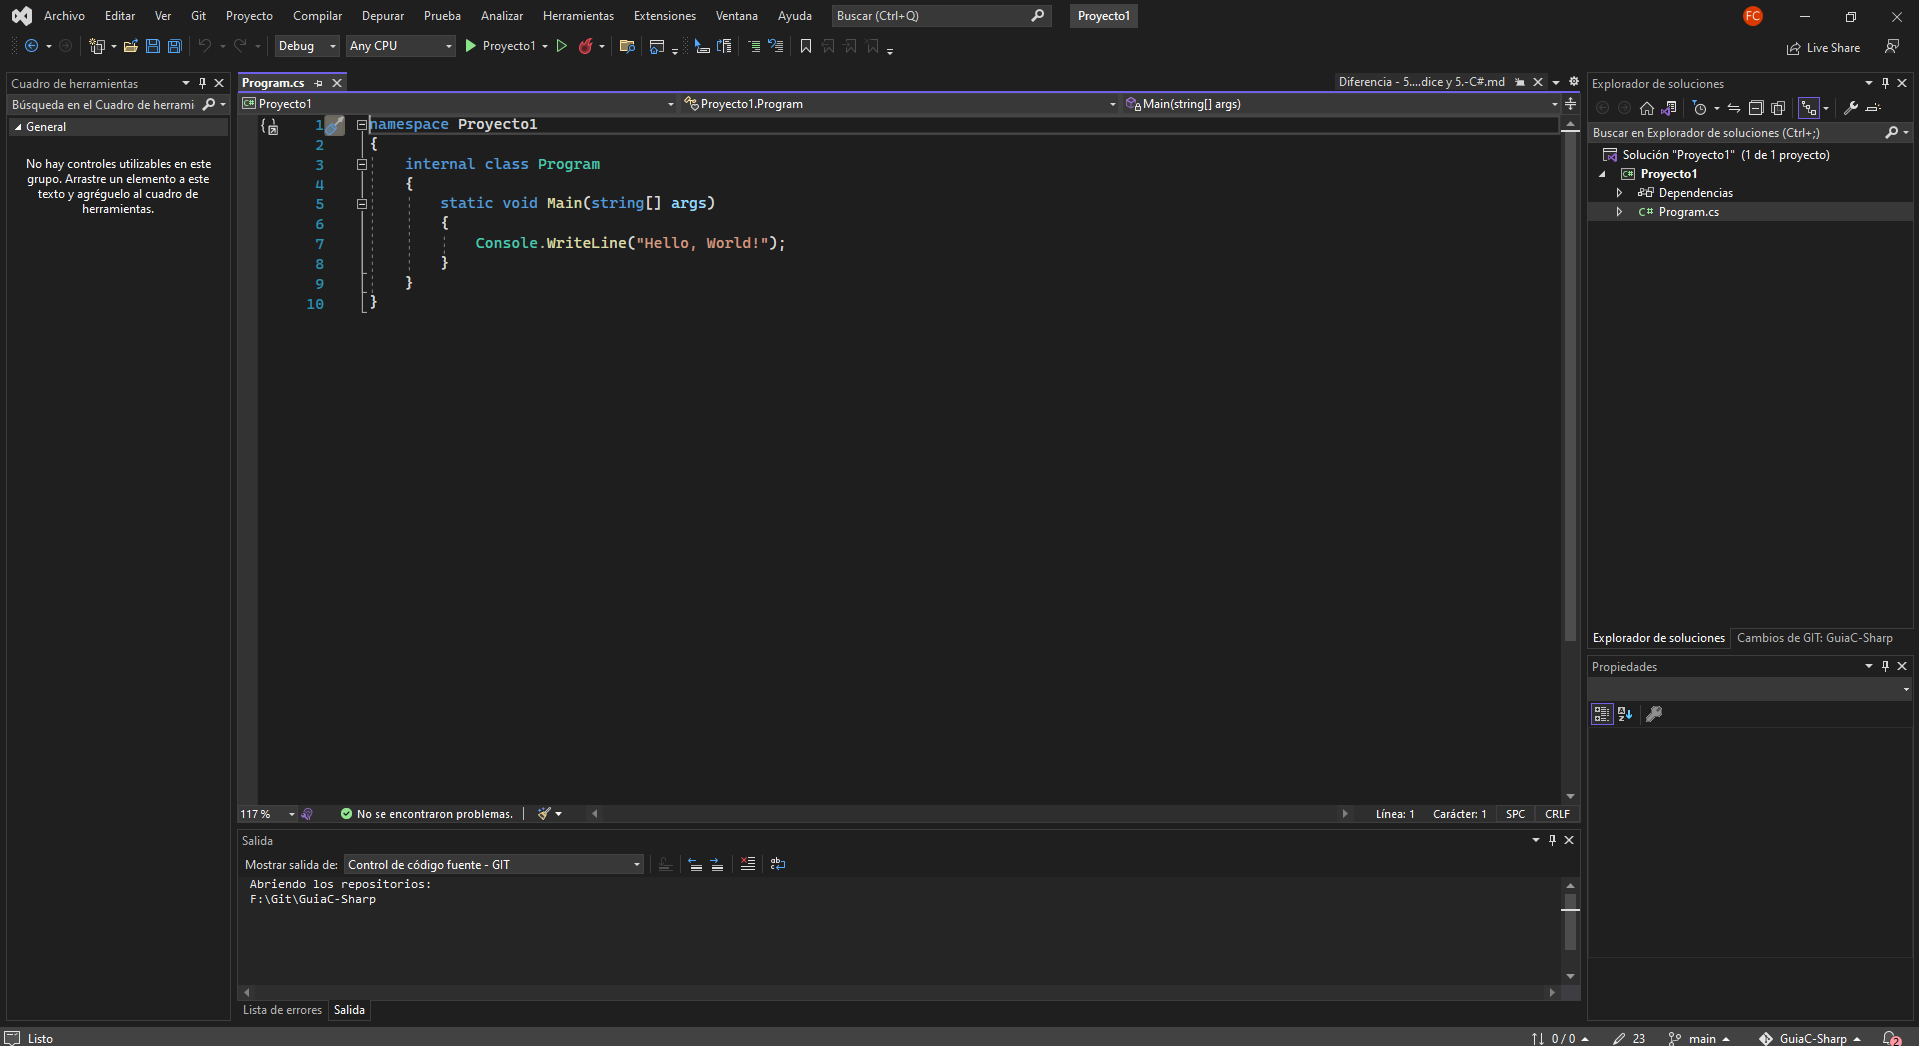 Archivo Editar Ver Git Proyecto Compilar Depurar Prueba Analizar Herramientas Extensiones Ventana Ayuda Buscar (Ctrl+Q) Proyecto1 FC
Debug Any CPU Proyecto1 Live Share
Cuadro de herramientas
Búsqueda en el Cuadro de herrami
General
No hay controles utilizables en este
grupo. Arrastre un elemento a este
texto y agréguelo al cuadro de
herramientas.
Program.cs Diferencia - 5....dice y 5.-C#.md
Proyecto1 Proyecto1.Program Main(string[] args)
1 namespace Proyecto1
2 {
3 internal class Program
4 {
5 static void Main(string[] args)
6 {
7 Console.WriteLine("Hello, World!");
8 }
9 }
10 }
117 % No se encontraron problemas. Línea: 1 Carácter: 1 SPC CRLF
Salida
Mostrar salida de: Control de código fuente - GIT
Abriendo los repositorios:
F:\Git\GuiaC-Sharp
Lista de errores Salida
Explorador de soluciones
Buscar en Explorador de soluciones (Ctrl+;)
Solución "Proyecto1" (1 de 1 proyecto)
Proyecto1
Dependencias
C# Program.cs
Explorador de soluciones Cambios de GIT: GuiaC-Sharp
Propiedades
Listo 0 / 0 23 main GuiaC-Sharp 2